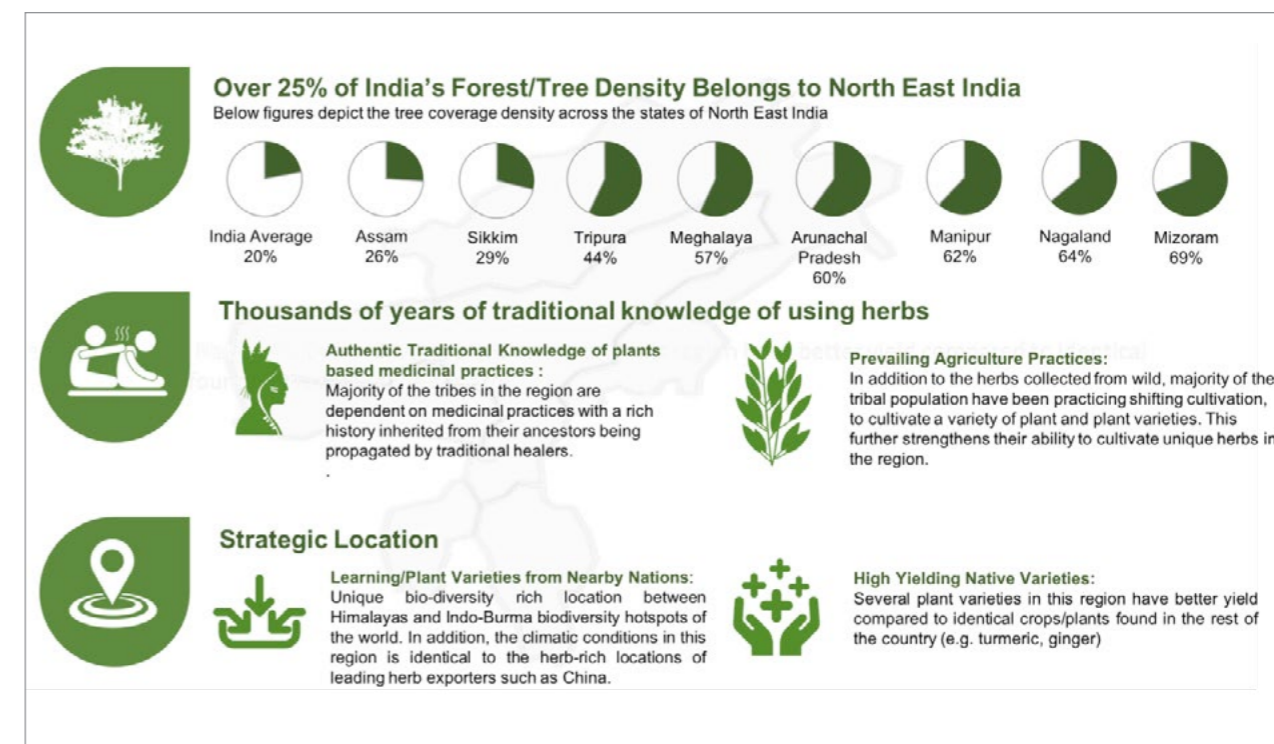 Over 25% of India's Forest/Tree Density Belongs to North East India
Below figures depict the tree coverage density across the states of North East India
India Average
20%
Assam
26%
Sikkim
29%
Tripura
44%
Meghalaya
57%
Arunachal
Pradesh
60%
Manipur
62%
Nagaland
64%
Mizoram
69%
Thousands of years of traditional knowledge of using herbs
Authentic Traditional Knowledge of plants
based medicinal practices :
Majority of the tribes in the region are
dependent on medicinal practices with a rich
history inherited from their ancestors being
propagated by traditional healers.
.
Prevailing Agriculture Practices:
In addition to the herbs collected from wild, majority of the
tribal population have been practicing shifting cultivation,
to cultivate a variety of plant and plant varieties. This
further strengthens their ability to cultivate unique herbs in
the region.
Strategic Location
Learning/Plant Varieties from Nearby Nations:
Unique bio-diversity rich location between
Himalayas and Indo-Burma biodiversity hotspots of
the world. In addition, the climatic conditions in this
region is identical to the herb-rich locations of
leading herb exporters such as China.
High Yielding Native Varieties:
Several plant varieties in this region have better yield
compared to identical crops/plants found in the rest of
the country (e.g. turmeric, ginger)